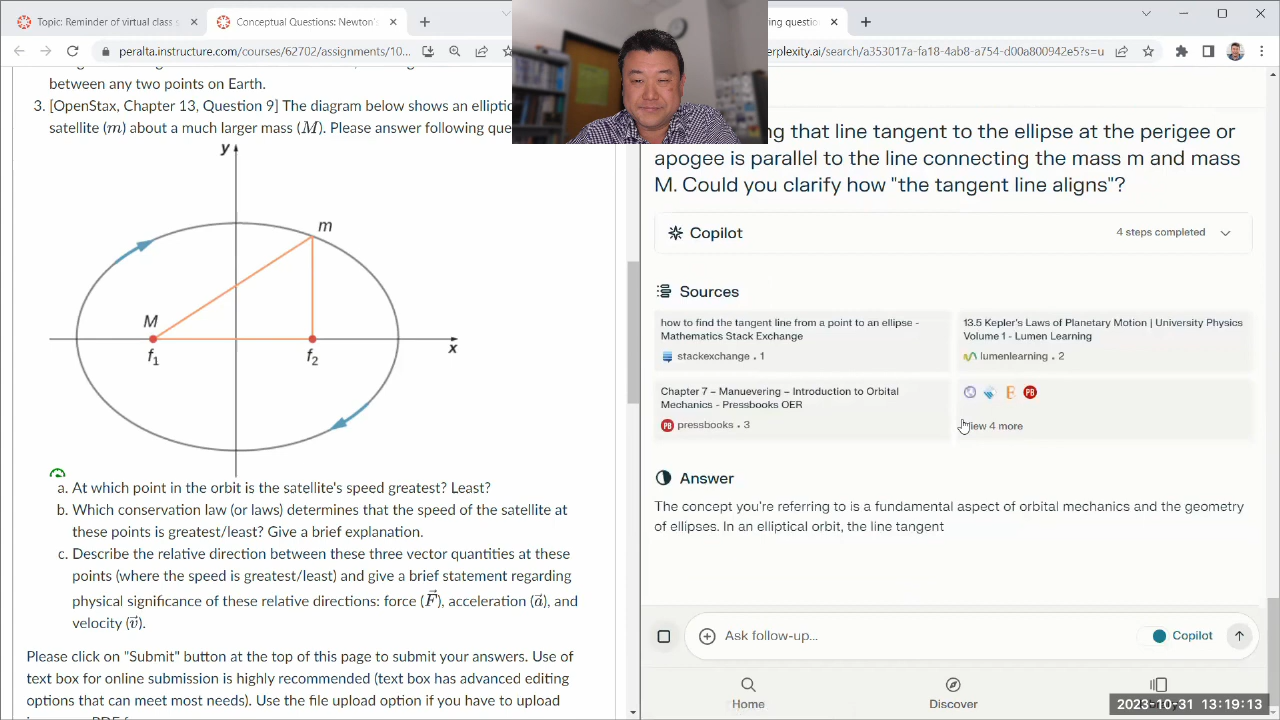 Topic: Reminder of virtual class s
Conceptual Questions: Newton's
ing questio
peralta.instructure.com/courses/62702/assignments/10...
perplexity.ai/search/a353017a-fa18-4ab8-a754-d00a800942e5?s=u
between any two points on Earth.
3. [OpenStax, Chapter 13, Question 9] The diagram below shows an elliptic
satellite (m) about a much larger mass (M). Please answer following que
y
m
M
f1
f2
x
a. At which point in the orbit is the satellite's speed greatest? Least?
b. Which conservation law (or laws) determines that the speed of the satellite at
these points is greatest/least? Give a brief explanation.
c. Describe the relative direction between these three vector quantities at these
points (where the speed is greatest/least) and give a brief statement regarding
physical significance of these relative directions: force (F⃗), acceleration (a⃗), and
velocity (v⃗).
Please click on "Submit" button at the top of this page to submit your answers. Use of
text box for online submission is highly recommended (text box has advanced editing
options that can meet most needs). Use the file upload option if you have to upload
ng that line tangent to the ellipse at the perigee or
apogee is parallel to the line connecting the mass m and mass
M. Could you clarify how "the tangent line aligns"?
Copilot
4 steps completed
Sources
how to find the tangent line from a point to an ellipse -
Mathematics Stack Exchange
stackexchange · 1
13.5 Kepler's Laws of Planetary Motion | University Physics
Volume 1 - Lumen Learning
lumenlearning · 2
Chapter 7 – Manuevering – Introduction to Orbital
Mechanics - Pressbooks OER
pressbooks · 3
PB
PB
iew 4 more
Answer
The concept you're referring to is a fundamental aspect of orbital mechanics and the geometry
of ellipses. In an elliptical orbit, the line tangent
Ask follow-up...
Copilot
Home
Discover
2023-10-31 13:19:13